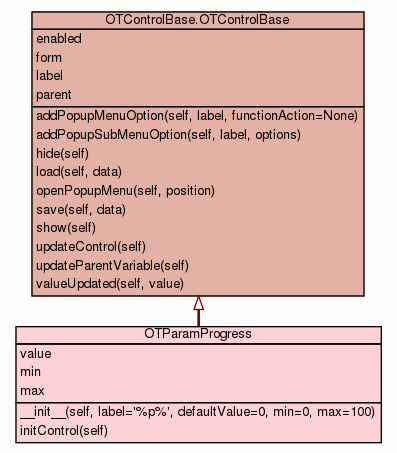 OTControlBase.OTControlBase
enabled
form
label
parent
addPopupMenuOption(self, label, functionAction=None)
addPopupSubMenuOption(self, label, options)
hide(self)
load(self, data)
openPopupMenu(self, position)
save(self, data)
show(self)
updateControl(self)
updateParentVariable(self)
valueUpdated(self, value)
OTParamProgress
value
min
max
__init__(self, label='%p%', defaultValue=0, min=0, max=100)
initControl(self)